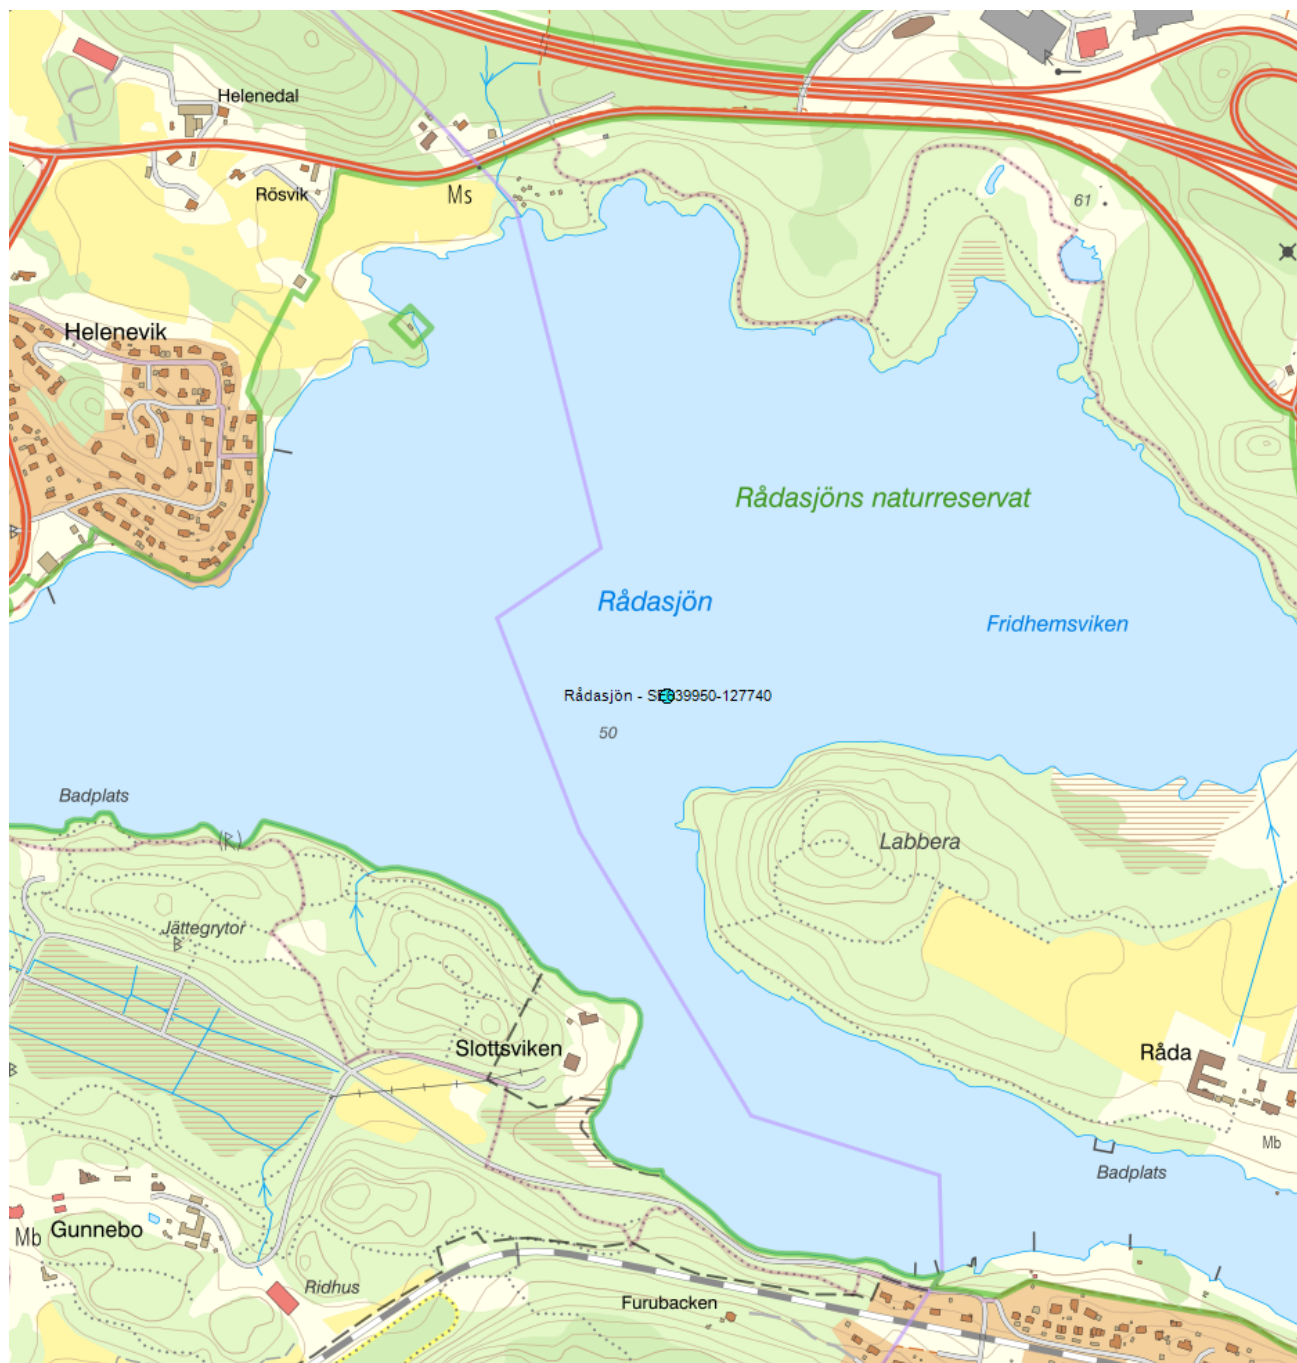 Helenedal
Rösvik
Ms
61
Helenevik
Rådasjöns naturreservat
Rådasjön
Fridhemsviken
Rådasjön - SE639950-127740
50
Badplats
(R)
Labbera
Jättegrytor
Slottsviken
Råda
Mb
Badplats
Gunnebo
Mb
Ridhus
Furubacken